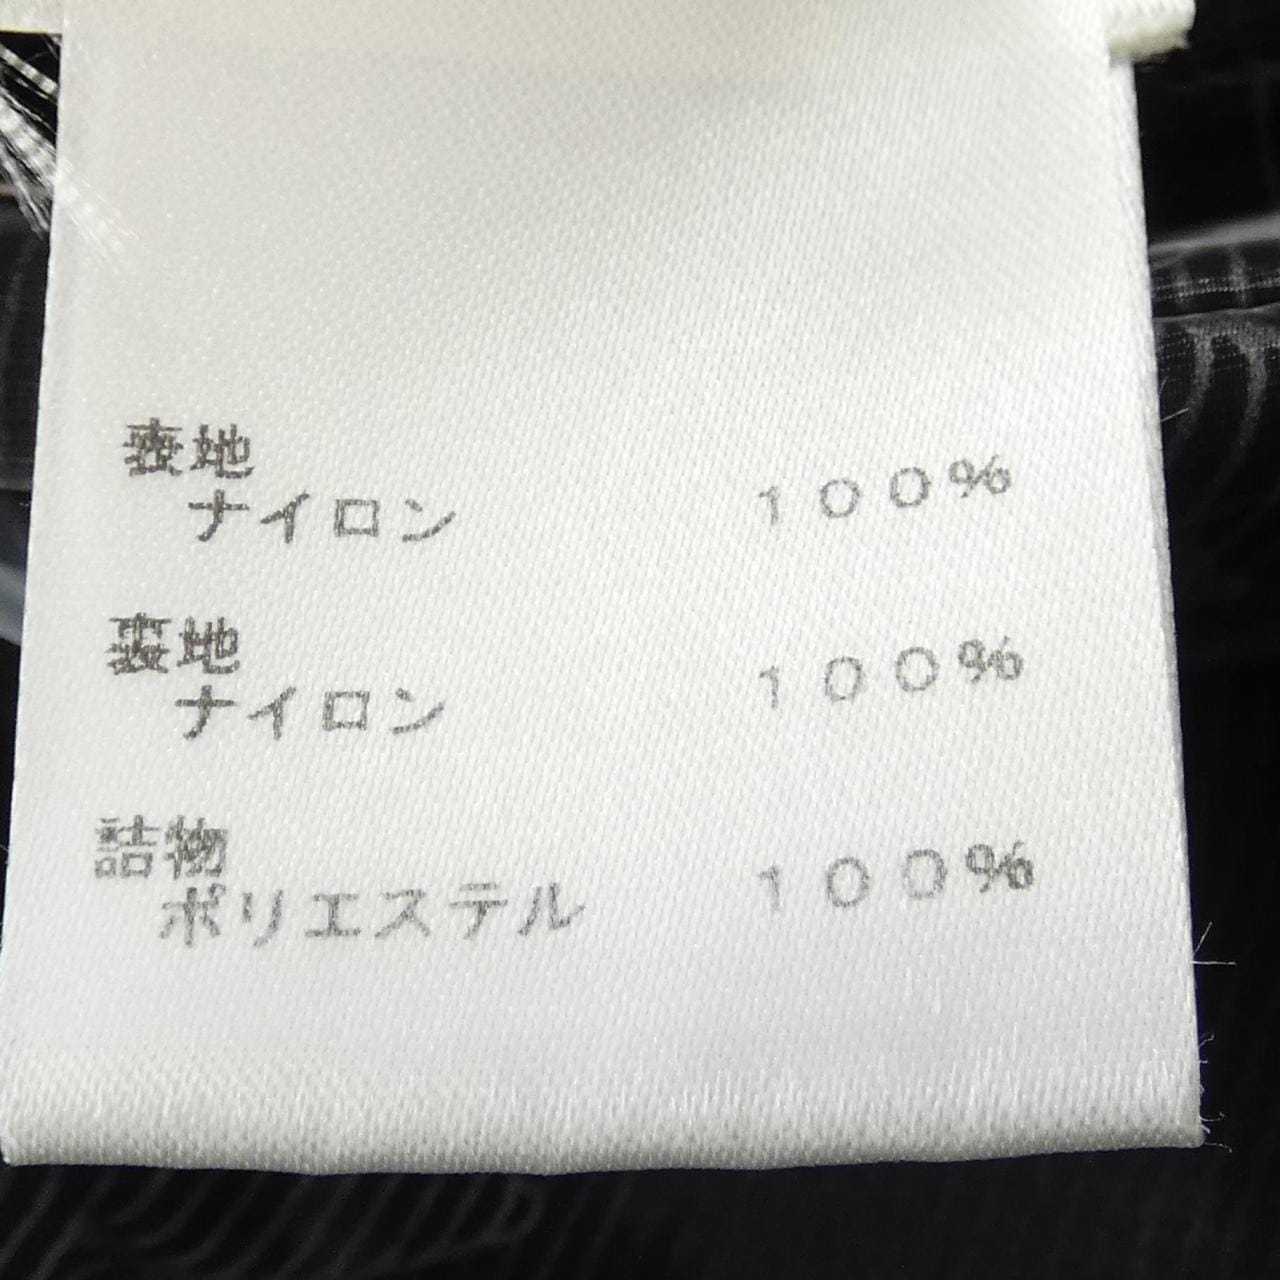 表地
ナイロン 100%
裏地
ナイロン 100%
詰物
ポリエステル 100%